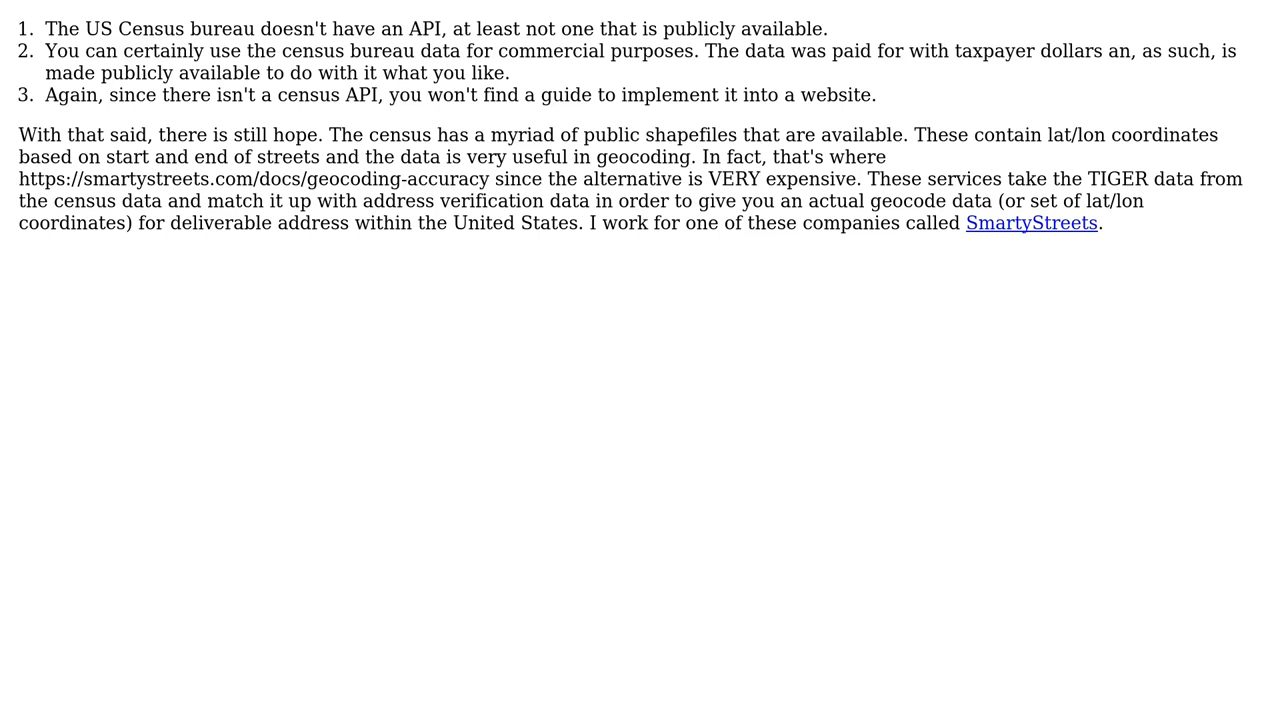 1. The US Census bureau doesn't have an API, at least not one that is publicly available.
2. You can certainly use the census bureau data for commercial purposes. The data was paid for with taxpayer dollars an, as such, is
made publicly available to do with it what you like.
3. Again, since there isn't a census API, you won't find a guide to implement it into a website.
With that said, there is still hope. The census has a myriad of public shapefiles that are available. These contain lat/lon coordinates
based on start and end of streets and the data is very useful in geocoding. In fact, that's where
https://smartystreets.com/docs/geocoding-accuracy since the alternative is VERY expensive. These services take the TIGER data from
the census data and match it up with address verification data in order to give you an actual geocode data (or set of lat/lon
coordinates) for deliverable address within the United States. I work for one of these companies called SmartyStreets.